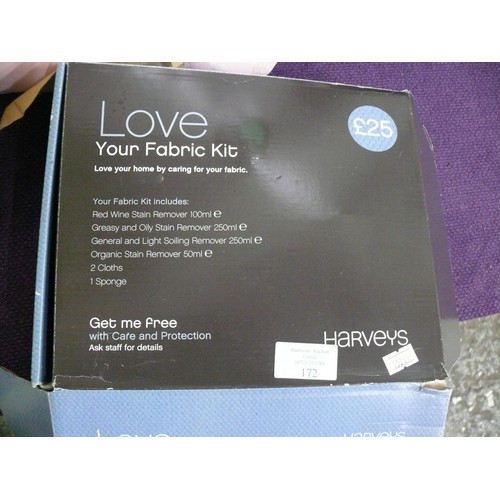 Love
Your Fabric Kit
£25
Love your home by caring for your fabric.
Your Fabric Kit includes:
Red Wine Stain Remover 100ml ℮
Greasy and Oily Stain Remover 250ml ℮
General and Light Soiling Remover 250ml ℮
Organic Stain Remover 50ml ℮
2 Cloths
1 Sponge
Get me free
with Care and Protection
Ask staff for details
HARVEYS
172
Love
HARVEYS